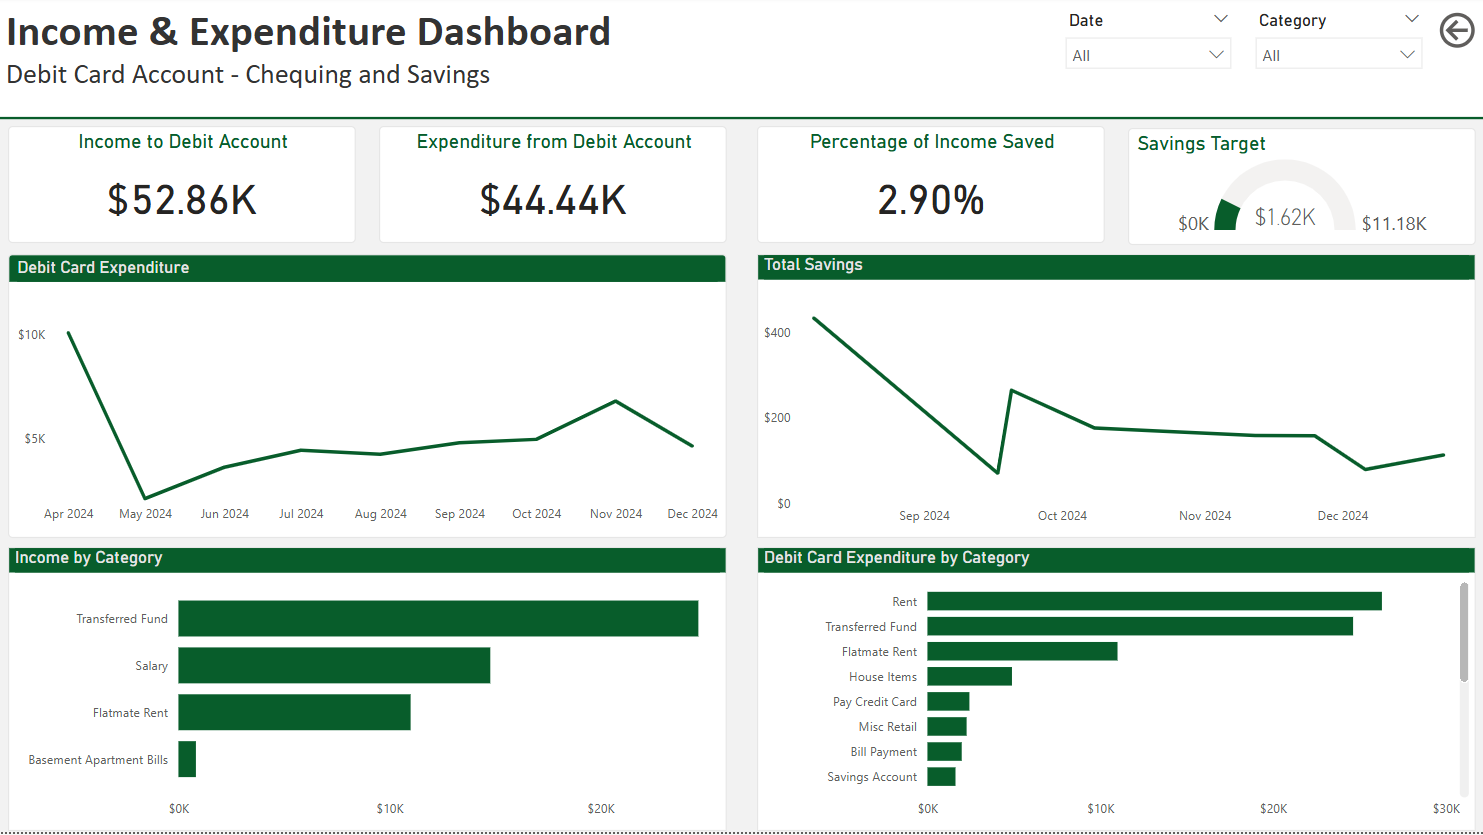 Income & Expenditure Dashboard
Debit Card Account - Chequing and Savings
Date
All
Category
All
Income to Debit Account
$52.86K
Expenditure from Debit Account
$44.44K
Percentage of Income Saved
2.90%
Savings Target
$0K
$1.62K
$11.18K
Debit Card Expenditure
$10K
$5K
Apr 2024 May 2024 Jun 2024 Jul 2024 Aug 2024 Sep 2024 Oct 2024 Nov 2024 Dec 2024
Total Savings
$400
$200
$0
Sep 2024 Oct 2024 Nov 2024 Dec 2024
Income by Category
Transferred Fund
Salary
Flatmate Rent
Basement Apartment Bills
$0K $10K $20K
Debit Card Expenditure by Category
Rent
Transferred Fund
Flatmate Rent
House Items
Pay Credit Card
Misc Retail
Bill Payment
Savings Account
$0K $10K $20K $30K